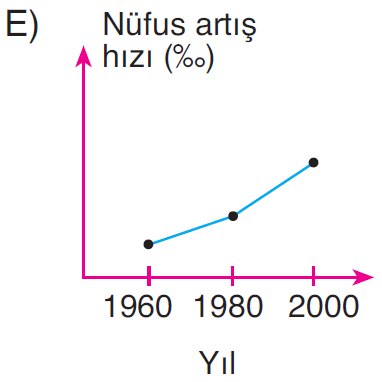 E) Nüfus artış
hızı (‰)
1960 1980 2000
Yıl